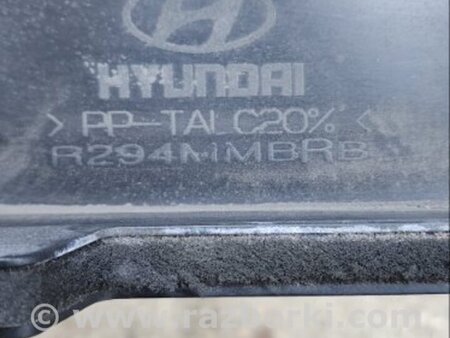 HYUNDAI
> PP-TALC20% <
R294MMBRB
© www.razborki.com